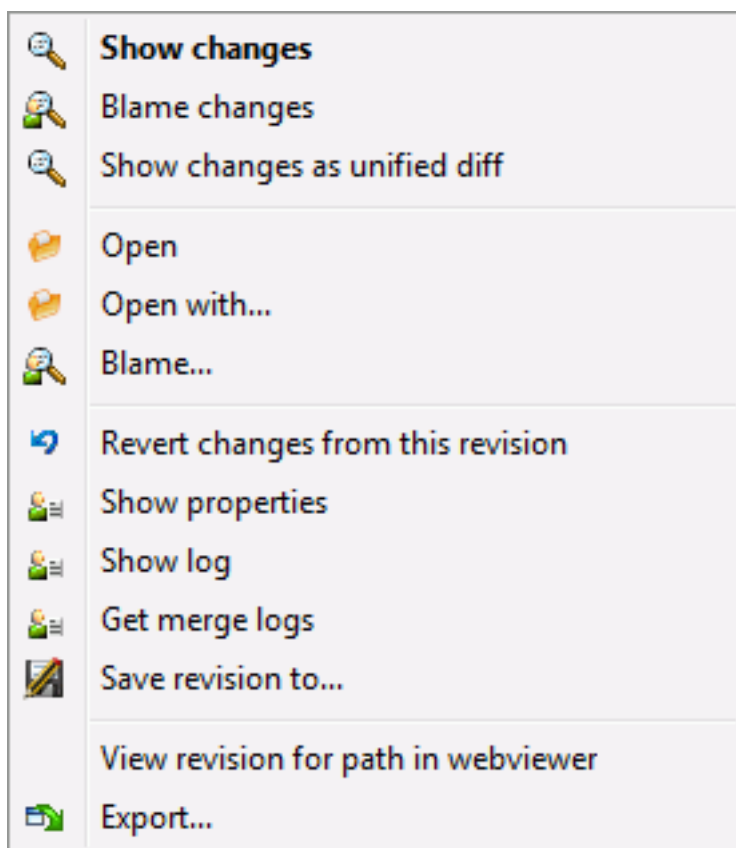 Show changes
Blame changes
Show changes as unified diff
Open
Open with...
Blame...
Revert changes from this revision
Show properties
Show log
Get merge logs
Save revision to...
View revision for path in webviewer
Export...